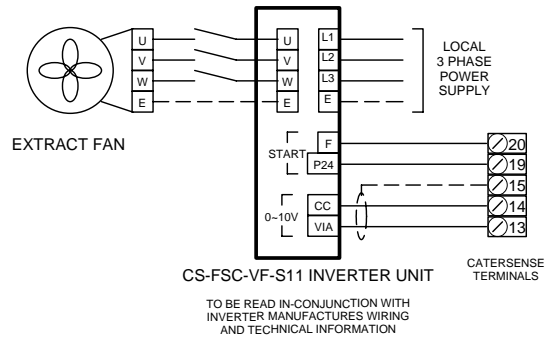 U
V
W
E
EXTRACT FAN
U
V
W
E
L1
L2
L3
E
LOCAL
3 PHASE
POWER
SUPPLY
START
F
P24
0~10V
CC
VIA
20
19
15
14
13
CATERSENSE
TERMINALS
CS-FSC-VF-S11 INVERTER UNIT
TO BE READ IN-CONJUNCTION WITH
INVERTER MANUFACTURES WIRING
AND TECHNICAL INFORMATION